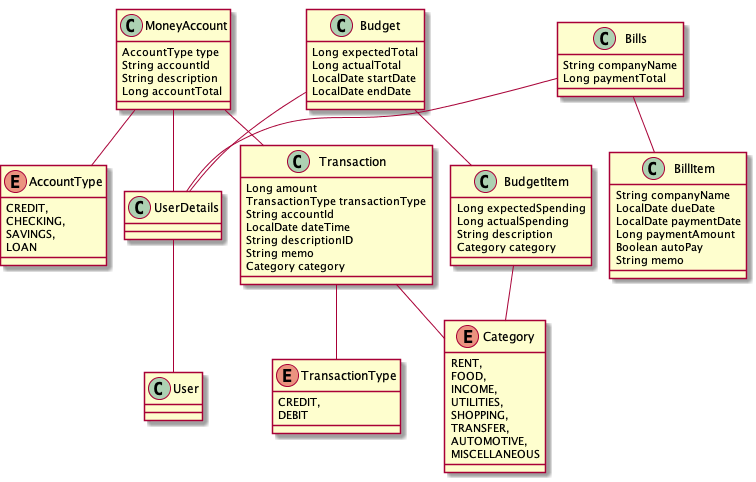 C MoneyAccount
AccountType type
String accountId
String description
Long accountTotal
C Budget
Long expectedTotal
Long actualTotal
LocalDate startDate
LocalDate endDate
C Bills
String companyName
Long paymentTotal
E AccountType
CREDIT,
CHECKING,
SAVINGS,
LOAN
C UserDetails
C Transaction
Long amount
TransactionType transactionType
String accountId
LocalDate dateTime
String descriptionID
String memo
Category category
C BudgetItem
Long expectedSpending
Long actualSpending
String description
Category category
C BillItem
String companyName
LocalDate dueDate
LocalDate paymentDate
Long paymentAmount
Boolean autoPay
String memo
C User
E TransactionType
CREDIT,
DEBIT
E Category
RENT,
FOOD,
INCOME,
UTILITIES,
SHOPPING,
TRANSFER,
AUTOMOTIVE,
MISCELLANEOUS